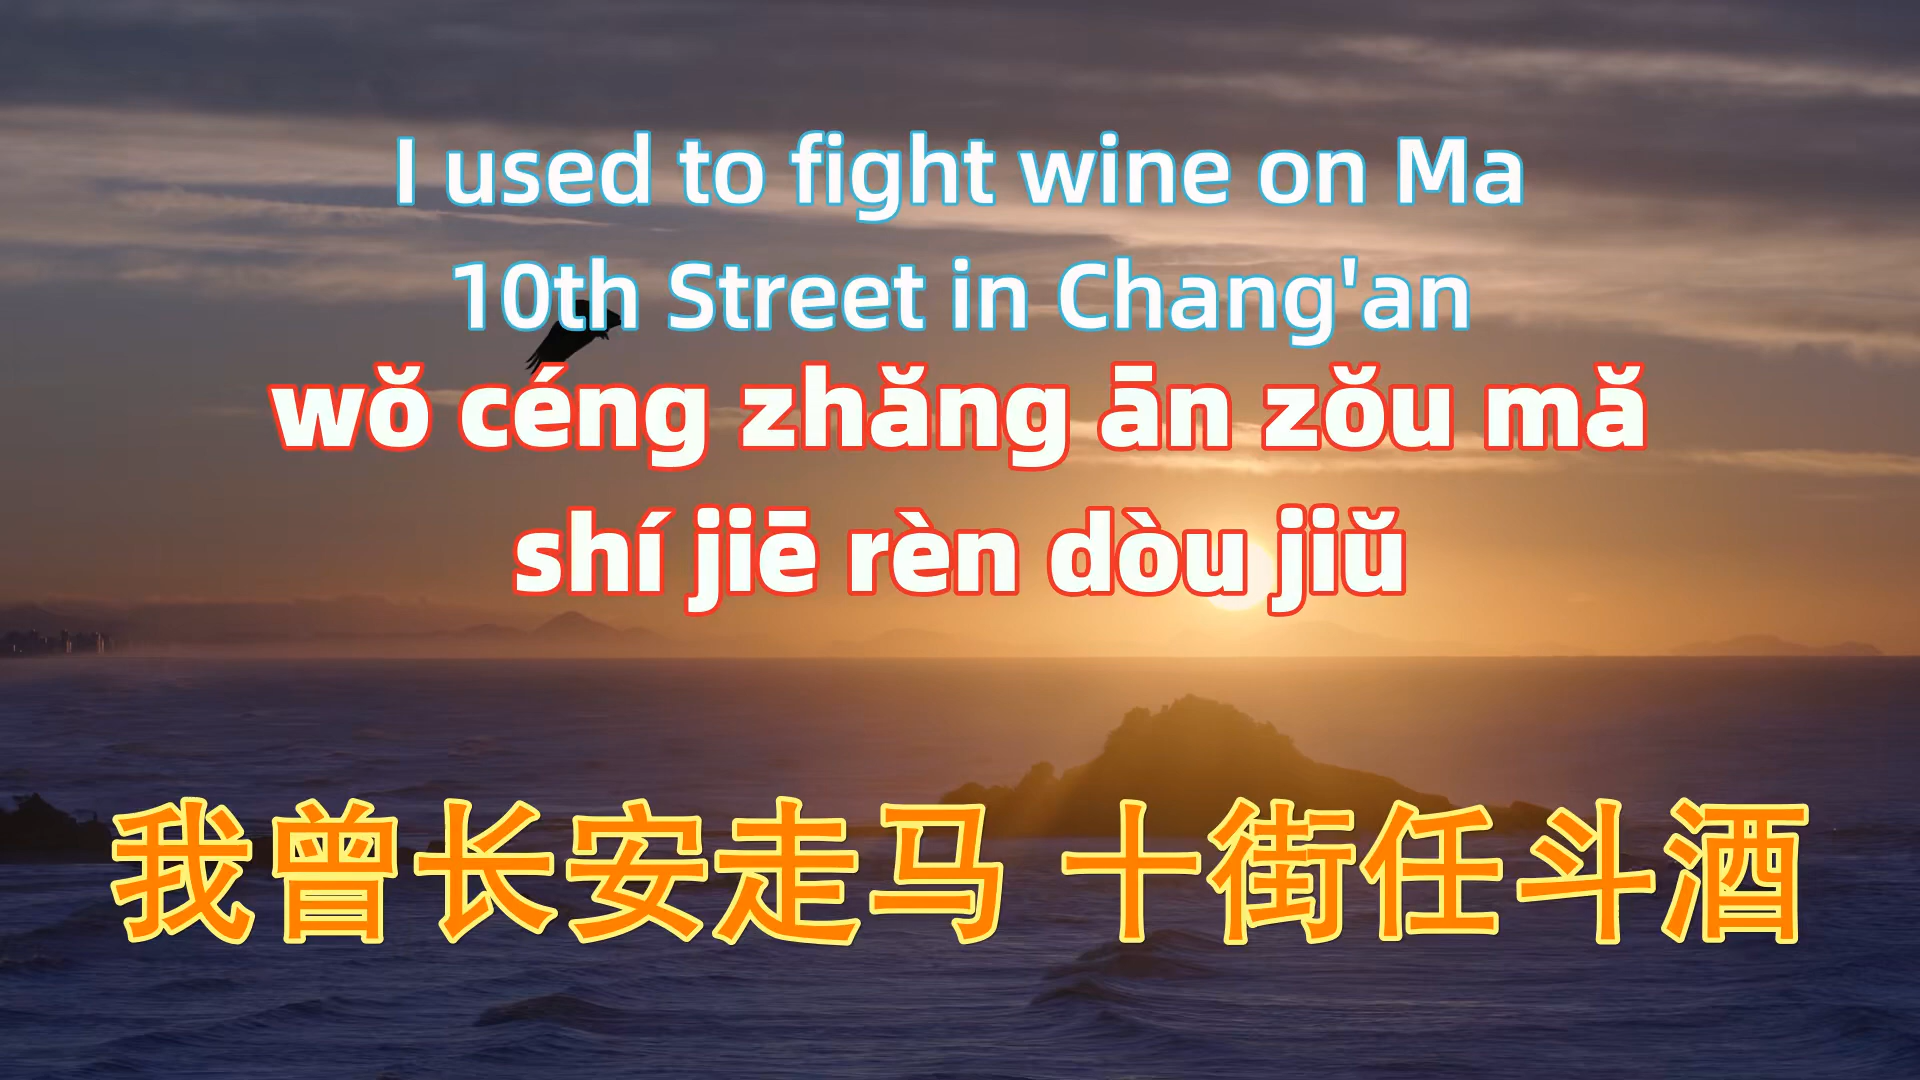 I used to fight wine on Ma
10th Street in Chang'an
wǒ céng zhǎng ān zǒu mǎ
shí jiē rèn dòu jiǔ
我曾长安走马 十街任斗酒